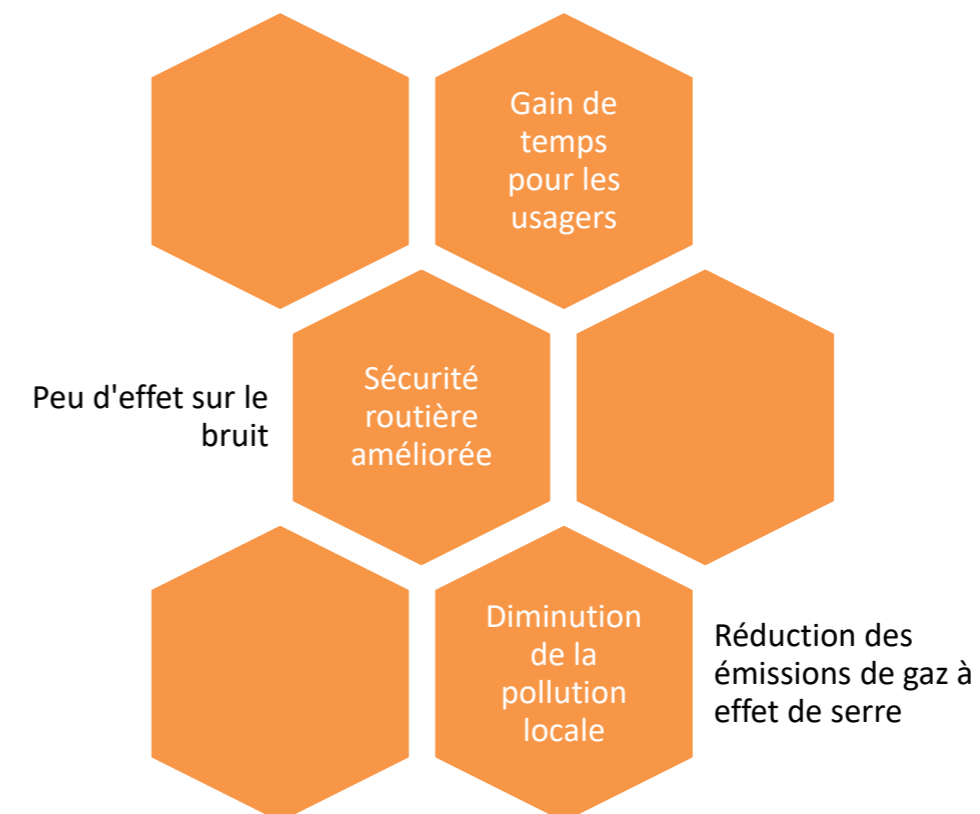 Gain de
temps
pour les
usagers
Peu d'effet sur le
bruit
Sécurité
routière
améliorée
Diminution
de la
pollution
locale
Réduction des
émissions de gaz à
effet de serre